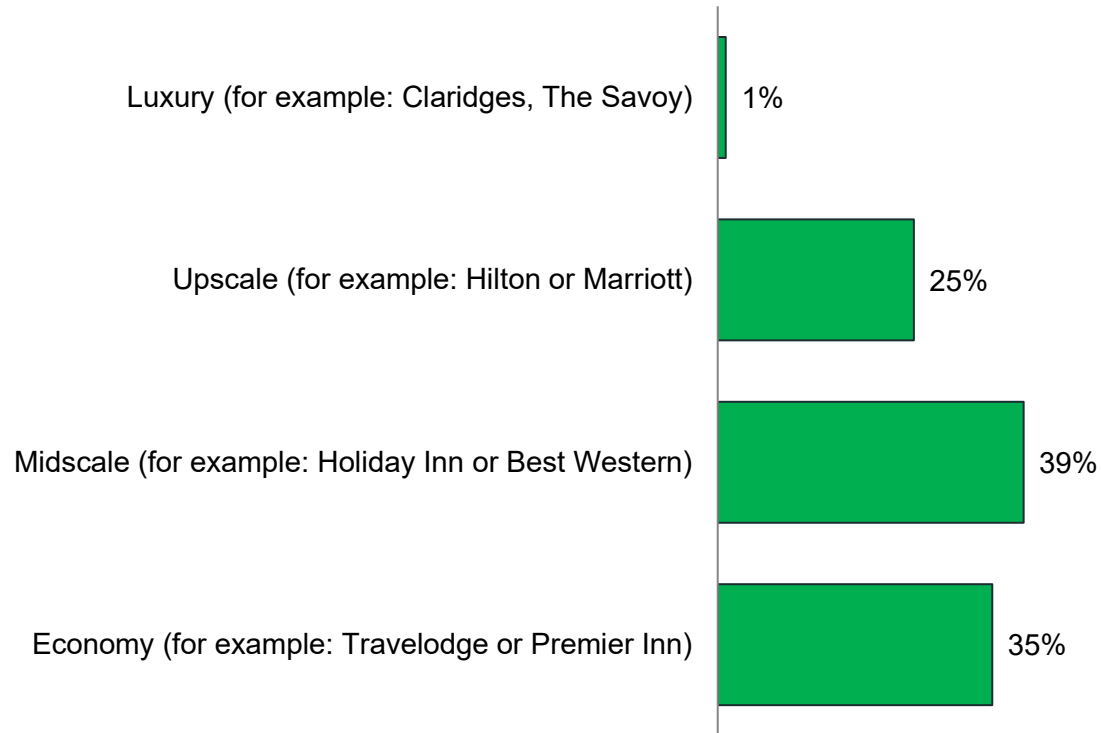 Luxury (for example: Claridges, The Savoy) 1%
Upscale (for example: Hilton or Marriott) 25%
Midscale (for example: Holiday Inn or Best Western) 39%
Economy (for example: Travelodge or Premier Inn) 35%